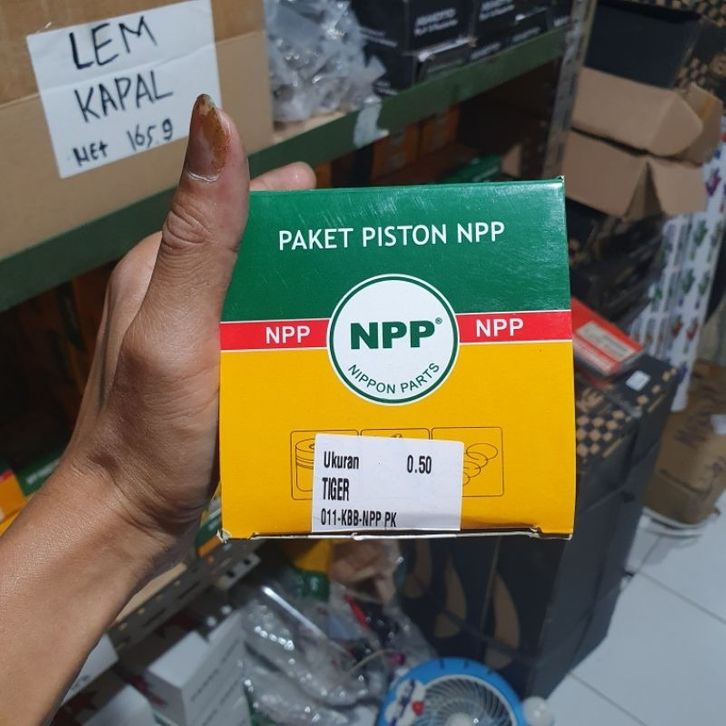 LEM
KAPAL
NET 165.9
PAKET PISTON NPP
NPP
NPP®
NPP
NIPPON PARTS
Ukuran 0.50
TIGER
011-KBB-NPP PK